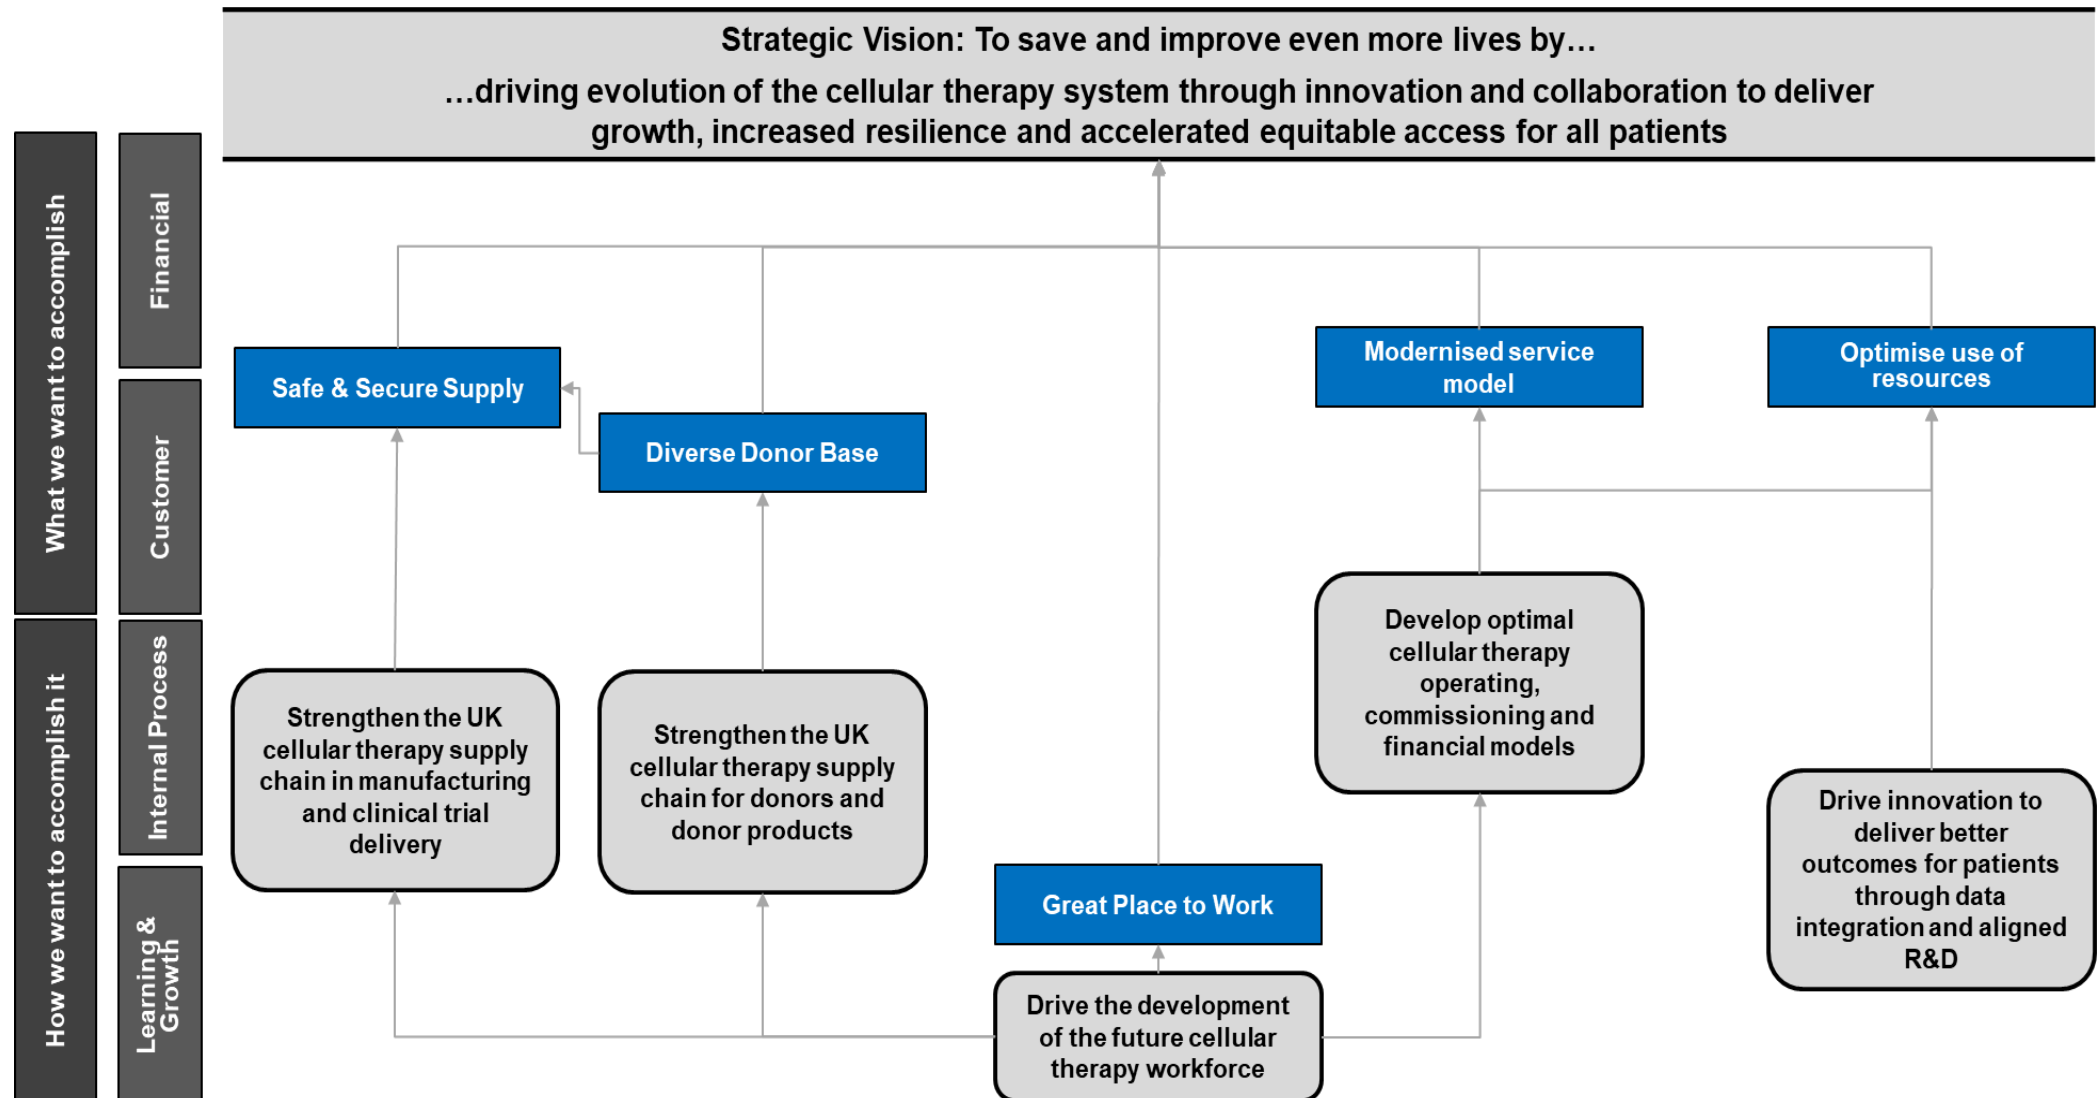 Strategic Vision: To save and improve even more lives by…
…driving evolution of the cellular therapy system through innovation and collaboration to deliver
growth, increased resilience and accelerated equitable access for all patients
What we want to accomplish
How we want to accomplish it
Financial
Customer
Internal Process
Learning &
Growth
Safe & Secure Supply
Diverse Donor Base
Modernised service
model
Optimise use of
resources
Strengthen the UK
cellular therapy supply
chain in manufacturing
and clinical trial
delivery
Strengthen the UK
cellular therapy supply
chain for donors and
donor products
Develop optimal
cellular therapy
operating,
commissioning and
financial models
Drive innovation to
deliver better
outcomes for patients
through data
integration and aligned
R&D
Great Place to Work
Drive the development
of the future cellular
therapy workforce